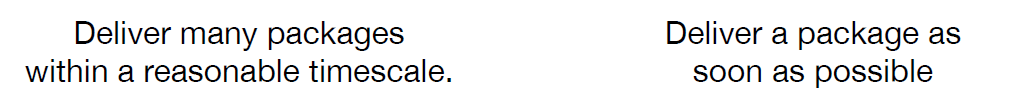 Deliver many packages
within a reasonable timescale.
Deliver a package as
soon as possible